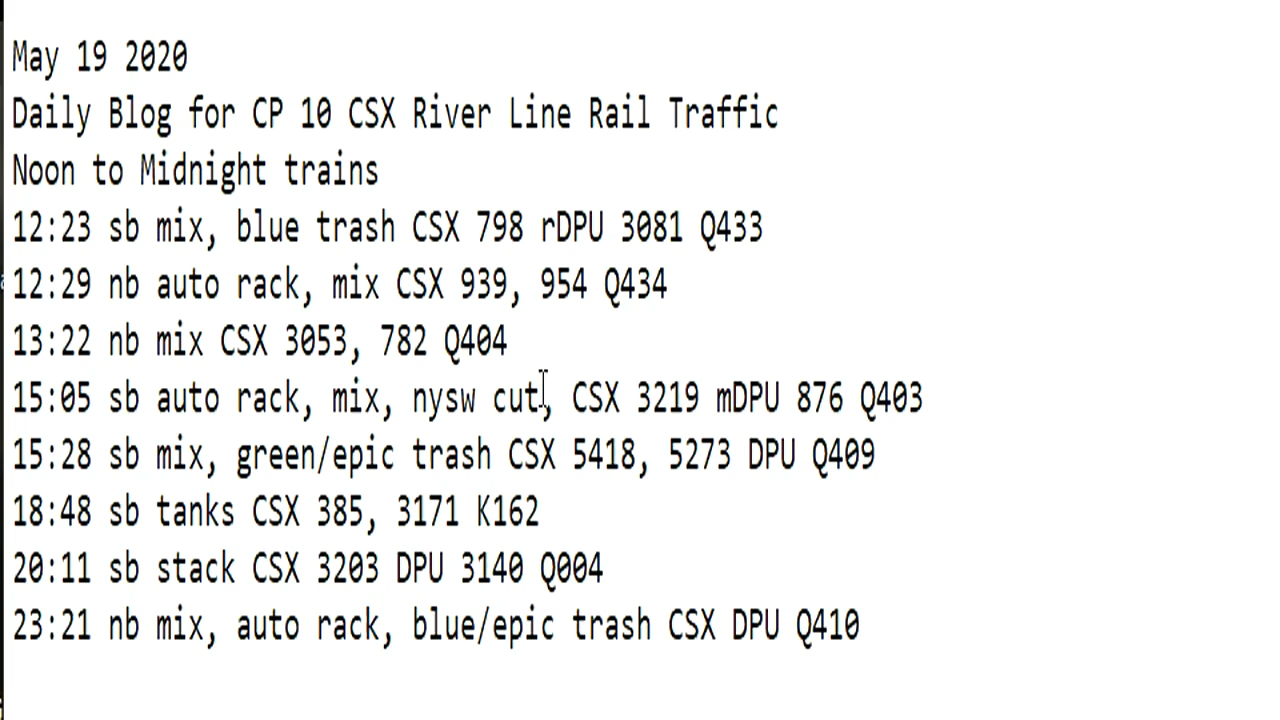 May 19 2020
Daily Blog for CP 10 CSX River Line Rail Traffic
Noon to Midnight trains
12:23 sb mix, blue trash CSX 798 rDPU 3081 Q433
12:29 nb auto rack, mix CSX 939, 954 Q434
13:22 nb mix CSX 3053, 782 Q404
15:05 sb auto rack, mix, nysw cut, CSX 3219 mDPU 876 Q403
15:28 sb mix, green/epic trash CSX 5418, 5273 DPU Q409
18:48 sb tanks CSX 385, 3171 K162
20:11 sb stack CSX 3203 DPU 3140 Q004
23:21 nb mix, auto rack, blue/epic trash CSX DPU Q410